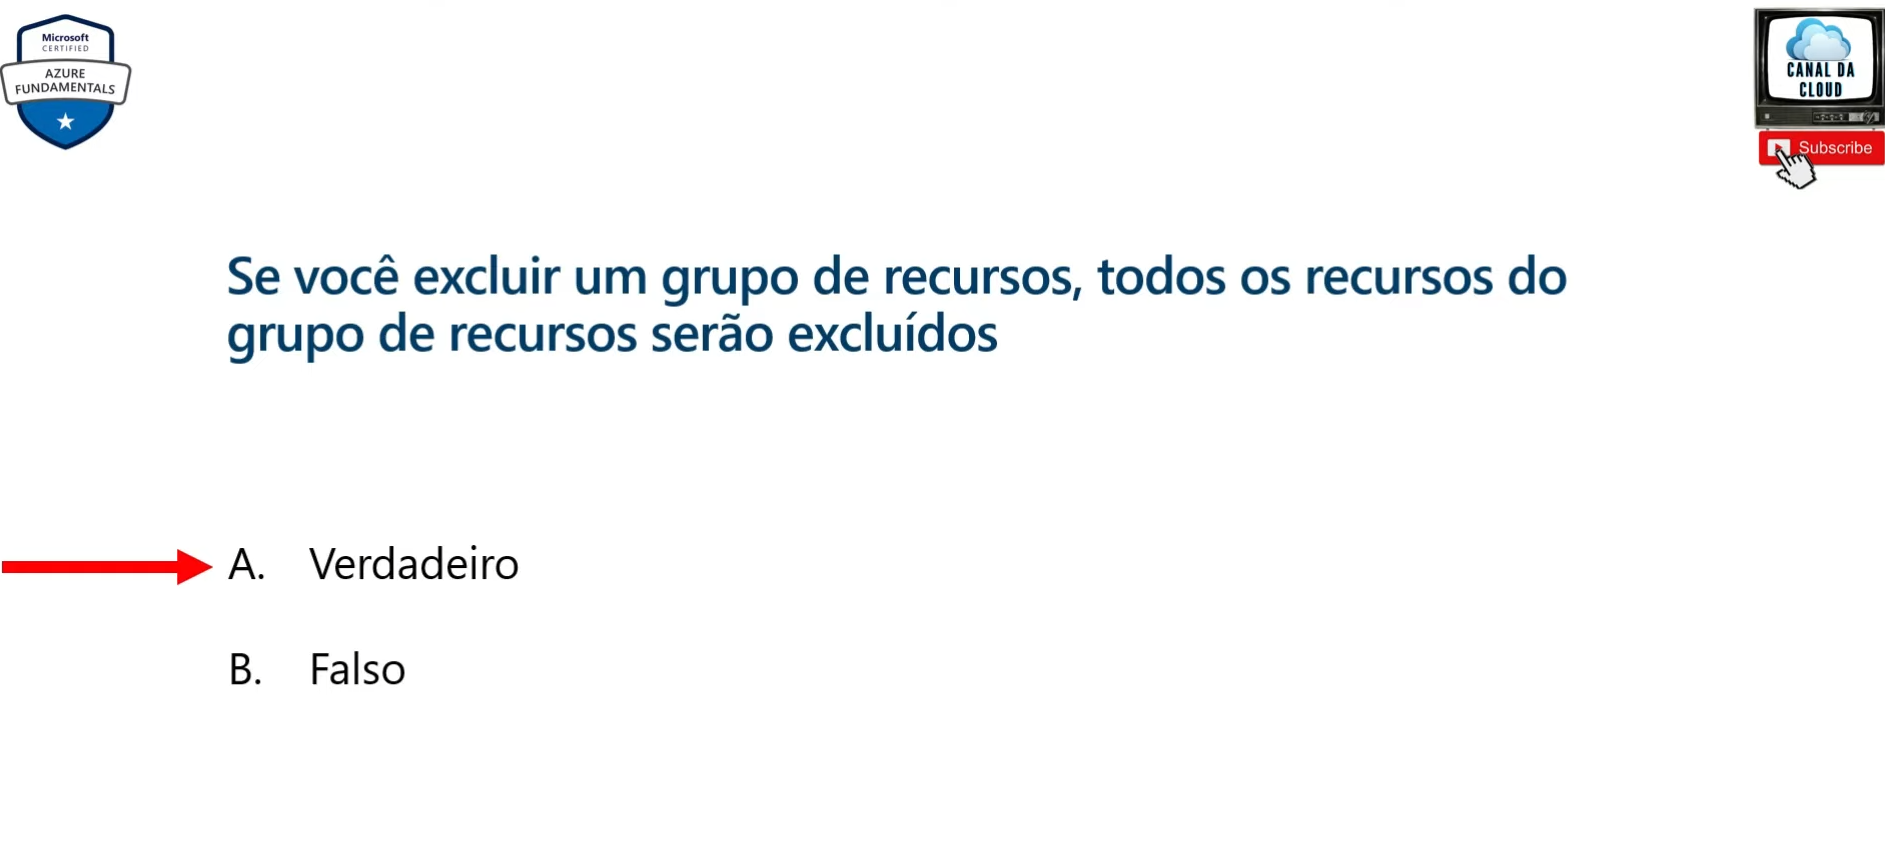 Microsoft
CERTIFIED
AZURE
FUNDAMENTALS
CANAL DA
CLOUD
Subscribe
Se você excluir um grupo de recursos, todos os recursos do
grupo de recursos serão excluídos
A. Verdadeiro
B. Falso